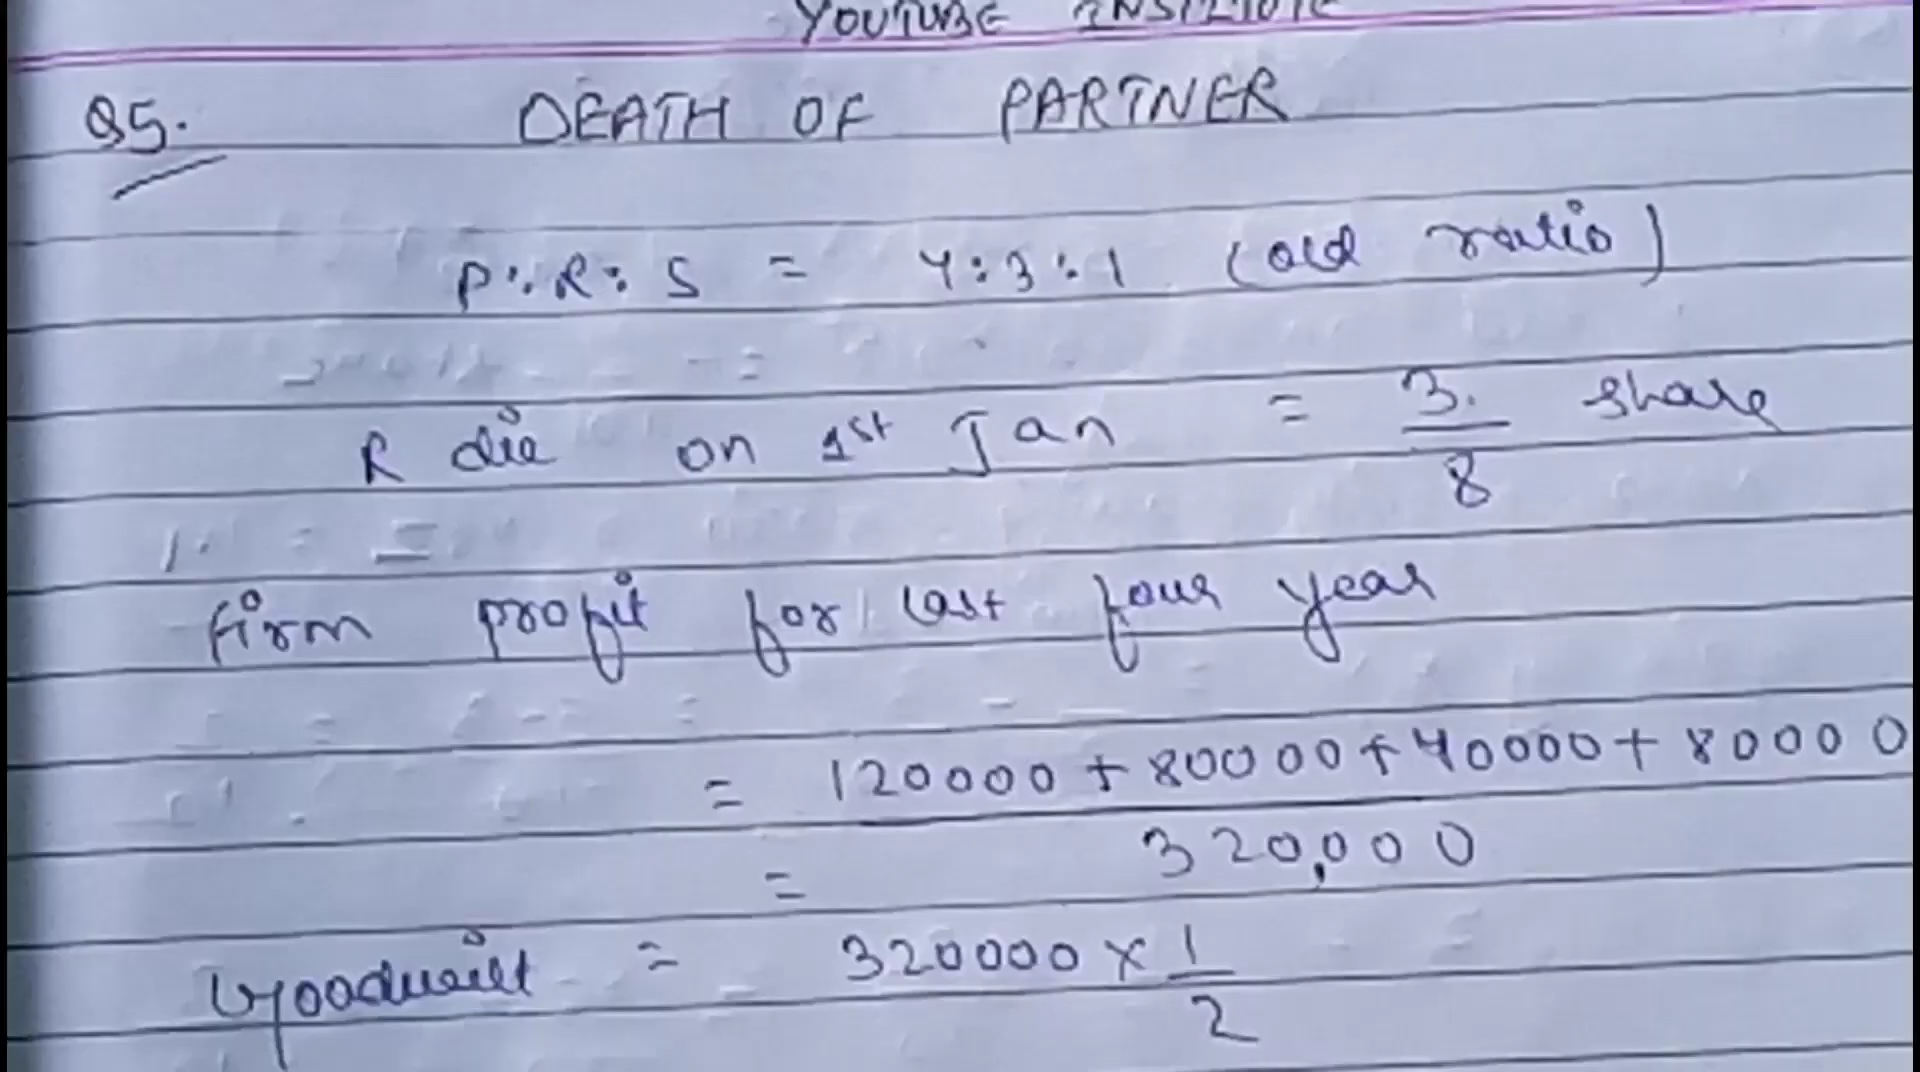 YOUTUBE
Q5. DEATH OF PARTNER
P:R:S = 4:3:1 (old ratio)
R die on 1st Jan = 3/8 share
firm profit for last four year
= 120000 + 80000 + 40000 + 80000
= 320,000
Goodwill = 320000 x 1/2